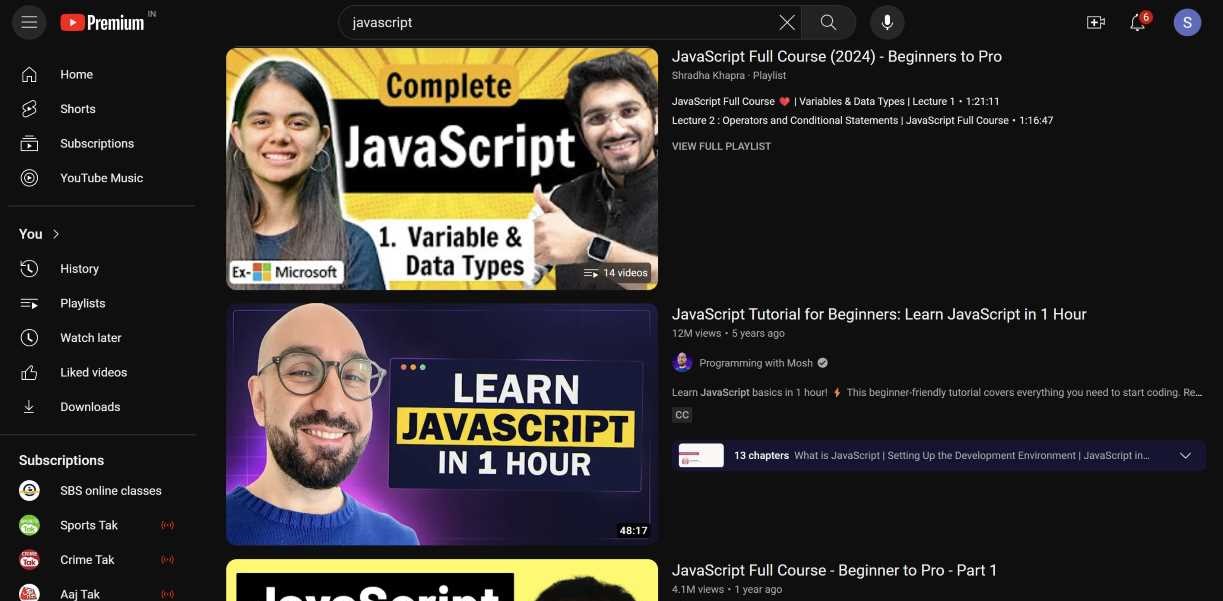 Premium IN
javascript
6
S
Home
Shorts
Subscriptions
YouTube Music
You
History
Playlists
Watch later
Liked videos
Downloads
Subscriptions
SBS online classes
Sports Tak
Crime Tak
Aaj Tak
Complete
JavaScript
1. Variable &
Data Types
Ex- Microsoft
14 videos
JavaScript Full Course (2024) - Beginners to Pro
Shradha Khapra · Playlist
JavaScript Full Course ❤️ | Variables & Data Types | Lecture 1 • 1:21:11
Lecture 2 : Operators and Conditional Statements | JavaScript Full Course • 1:16:47
VIEW FULL PLAYLIST
LEARN
JAVASCRIPT
IN 1 HOUR
48:17
JavaScript Tutorial for Beginners: Learn JavaScript in 1 Hour
12M views • 5 years ago
Programming with Mosh
Learn JavaScript basics in 1 hour! ⚡ This beginner-friendly tutorial covers everything you need to start coding. Re...
CC
13 chapters What is JavaScript | Setting Up the Development Environment | JavaScript in...
JavaScript
JavaScript Full Course - Beginner to Pro - Part 1
4.1M views • 1 year ago